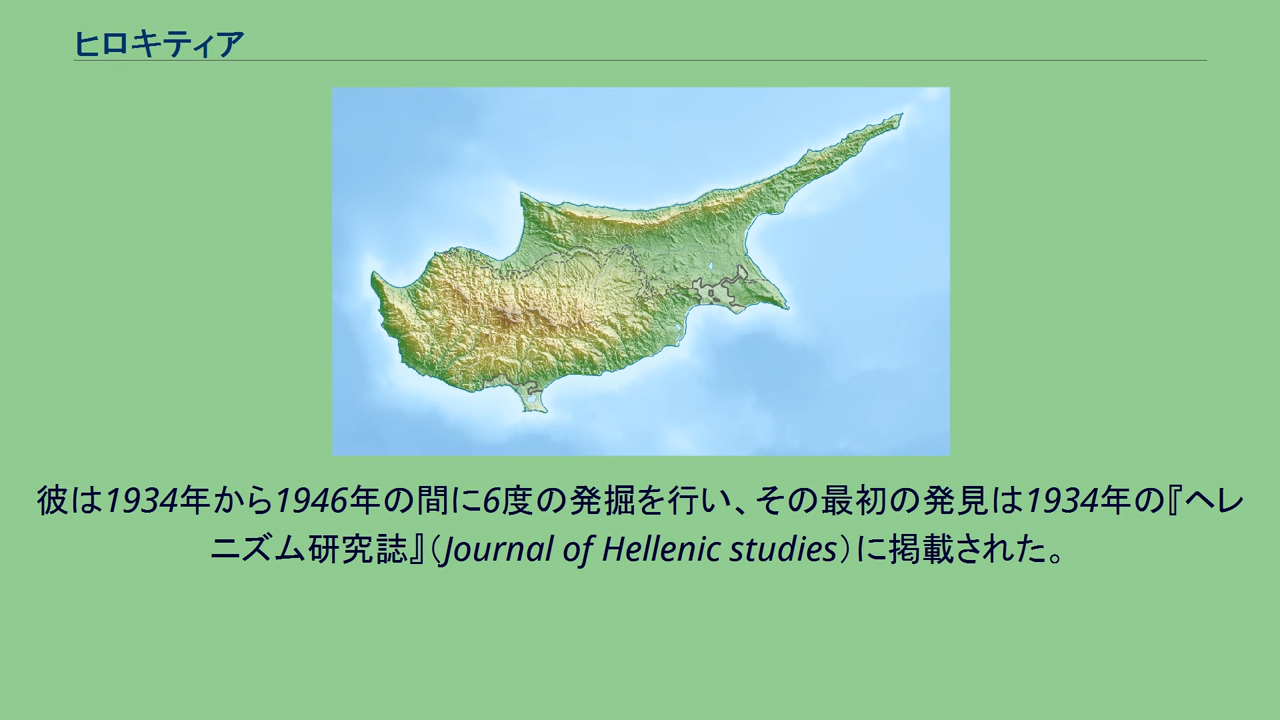 ヒロキティア
彼は1934年から1946年の間に6度の発掘を行い、その最初の発見は1934年の『ヘレ
ニズム研究誌』（Journal of Hellenic studies）に掲載された。